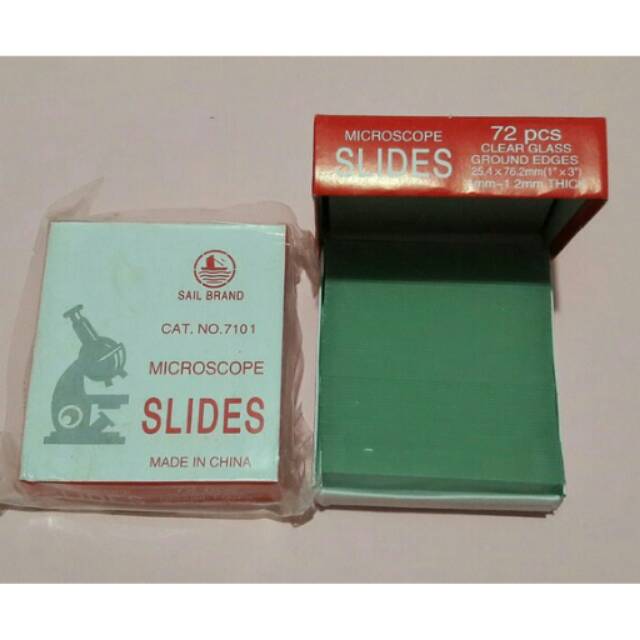 SAIL BRAND
CAT. NO.7101
MICROSCOPE
SLIDES
MADE IN CHINA
MICROSCOPE
SLIDES
72 pcs
CLEAR GLASS
GROUND EDGES
25.4 x 76.2mm(1" x 3")
1mm-1.2mm THICK